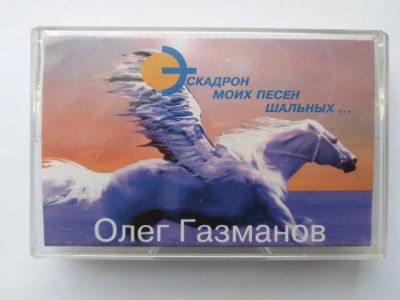 ЭСКАДРОН
МОИХ ПЕСЕН
ШАЛЬНЫХ ...
Олег Газманов